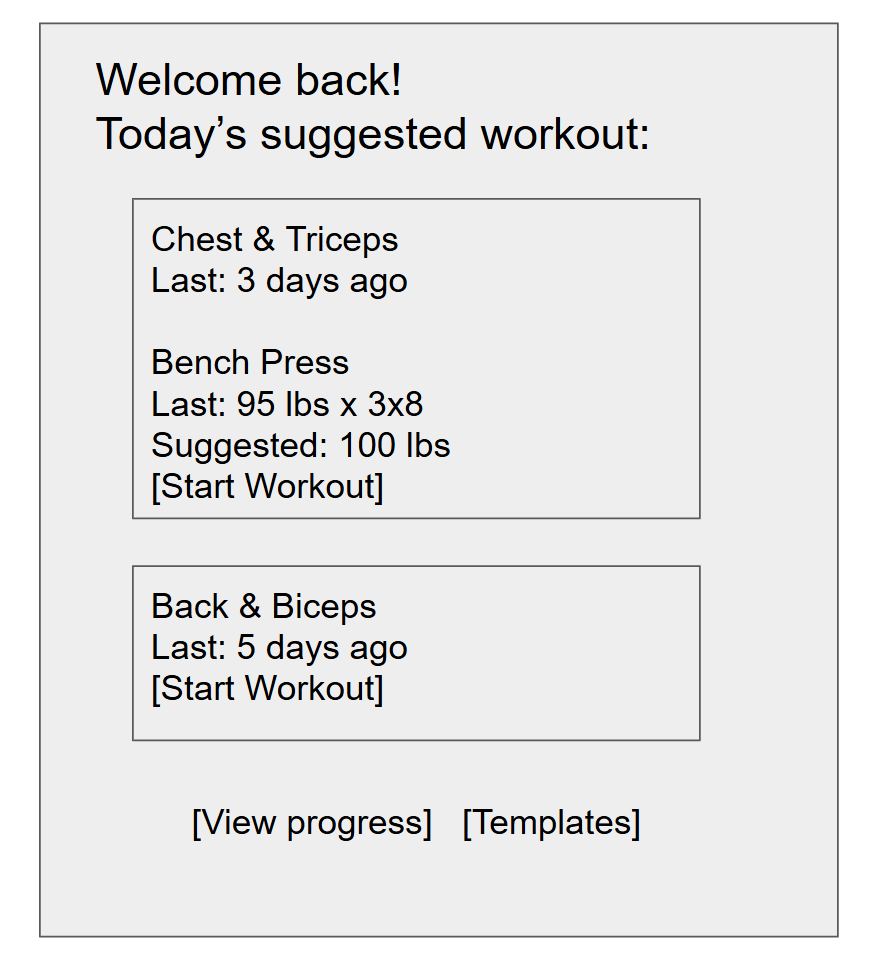 Welcome back!
Today’s suggested workout:
Chest & Triceps
Last: 3 days ago
Bench Press
Last: 95 lbs x 3x8
Suggested: 100 lbs
[Start Workout]
Back & Biceps
Last: 5 days ago
[Start Workout]
[View progress] [Templates]